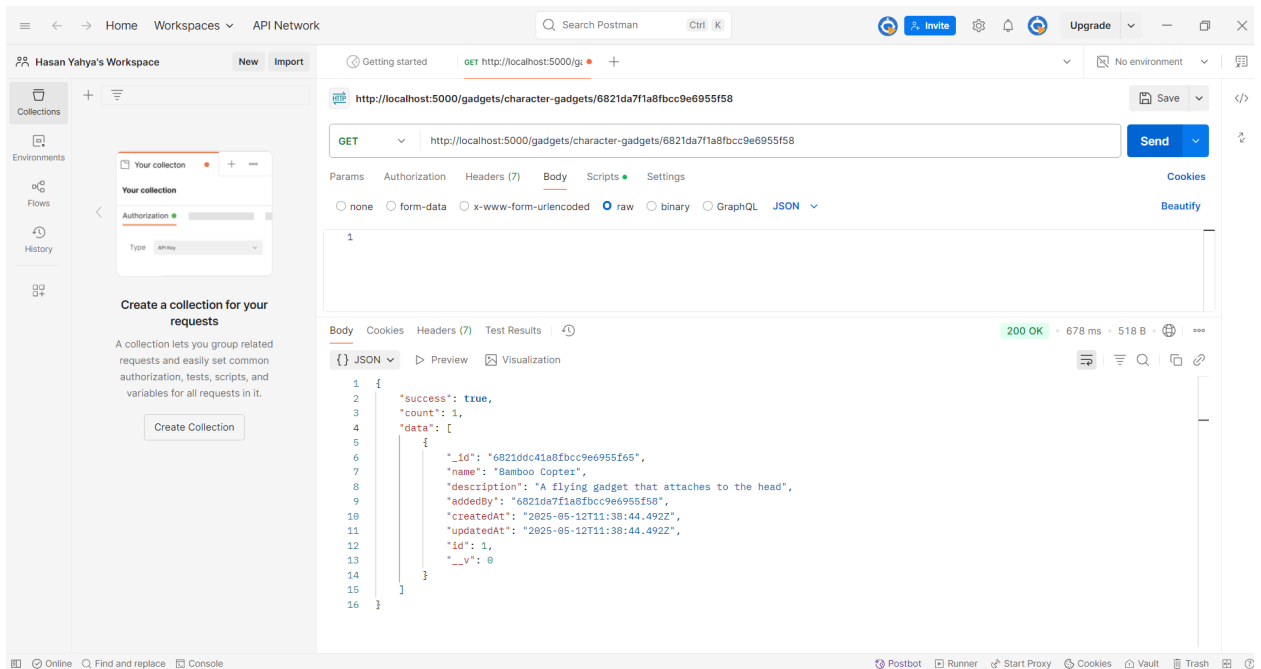 Home Workspaces API Network Search Postman Ctrl K Invite Upgrade
Hasan Yahya's Workspace New Import Getting started GET http://localhost:5000/ga No environment
Collections
Environments
Flows
History
Your collecton
Your collection
Authorization
Type API Key
Create a collection for your
requests
A collection lets you group related
requests and easily set common
authorization, tests, scripts, and
variables for all requests in it.
Create Collection
HTTP http://localhost:5000/gadgets/character-gadgets/6821da7f1a8fbcc9e6955f58 Save
GET http://localhost:5000/gadgets/character-gadgets/6821da7f1a8fbcc9e6955f58 Send
Params Authorization Headers (7) Body Scripts Settings Cookies
none form-data x-www-form-urlencoded raw binary GraphQL JSON Beautify
1
Body Cookies Headers (7) Test Results 200 OK 678 ms 518 B
{} JSON Preview Visualization
1 {
2 "success": true,
3 "count": 1,
4 "data": [
5 {
6 "_id": "6821ddc41a8fbcc9e6955f65",
7 "name": "Bamboo Copter",
8 "description": "A flying gadget that attaches to the head",
9 "addedBy": "6821da7f1a8fbcc9e6955f58",
10 "createdAt": "2025-05-12T11:38:44.492Z",
11 "updatedAt": "2025-05-12T11:38:44.492Z",
12 "id": 1,
13 "__v": 0
14 }
15 ]
16 }
Online Find and replace Console Postbot Runner Start Proxy Cookies Vault Trash